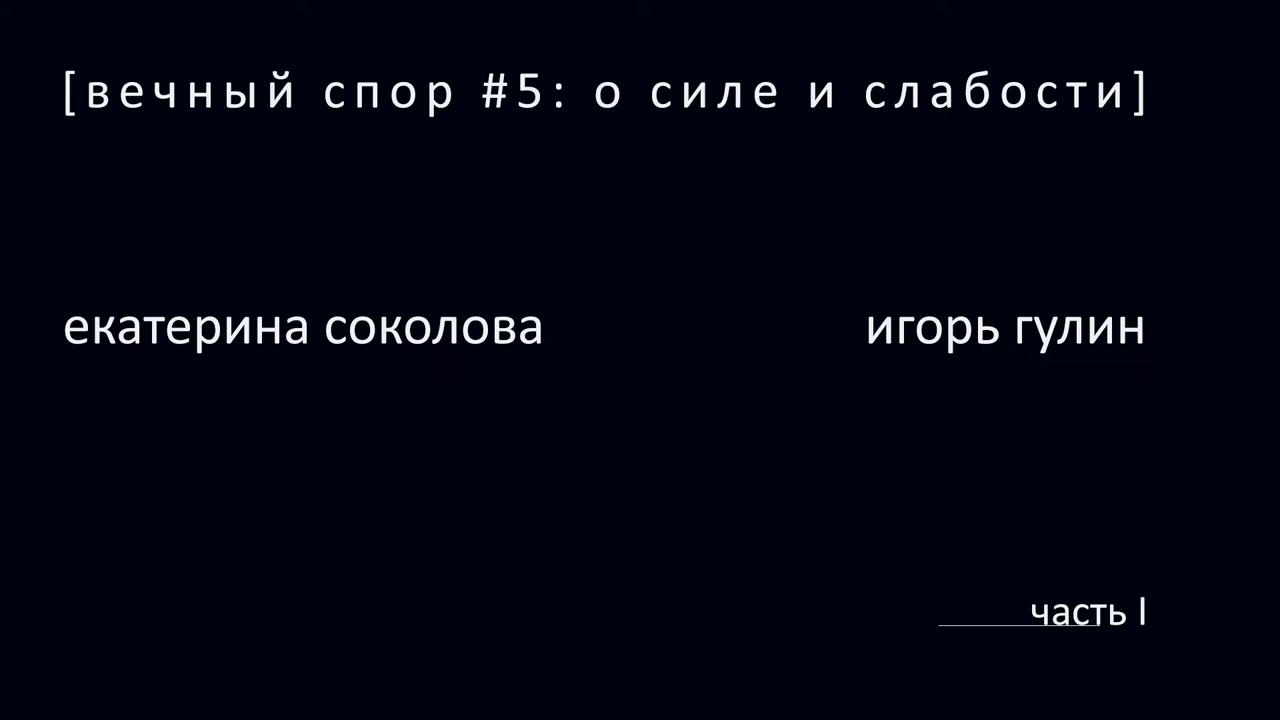 [вечный спор #5: о силе и слабости]
екатерина соколова игорь гулин
часть I